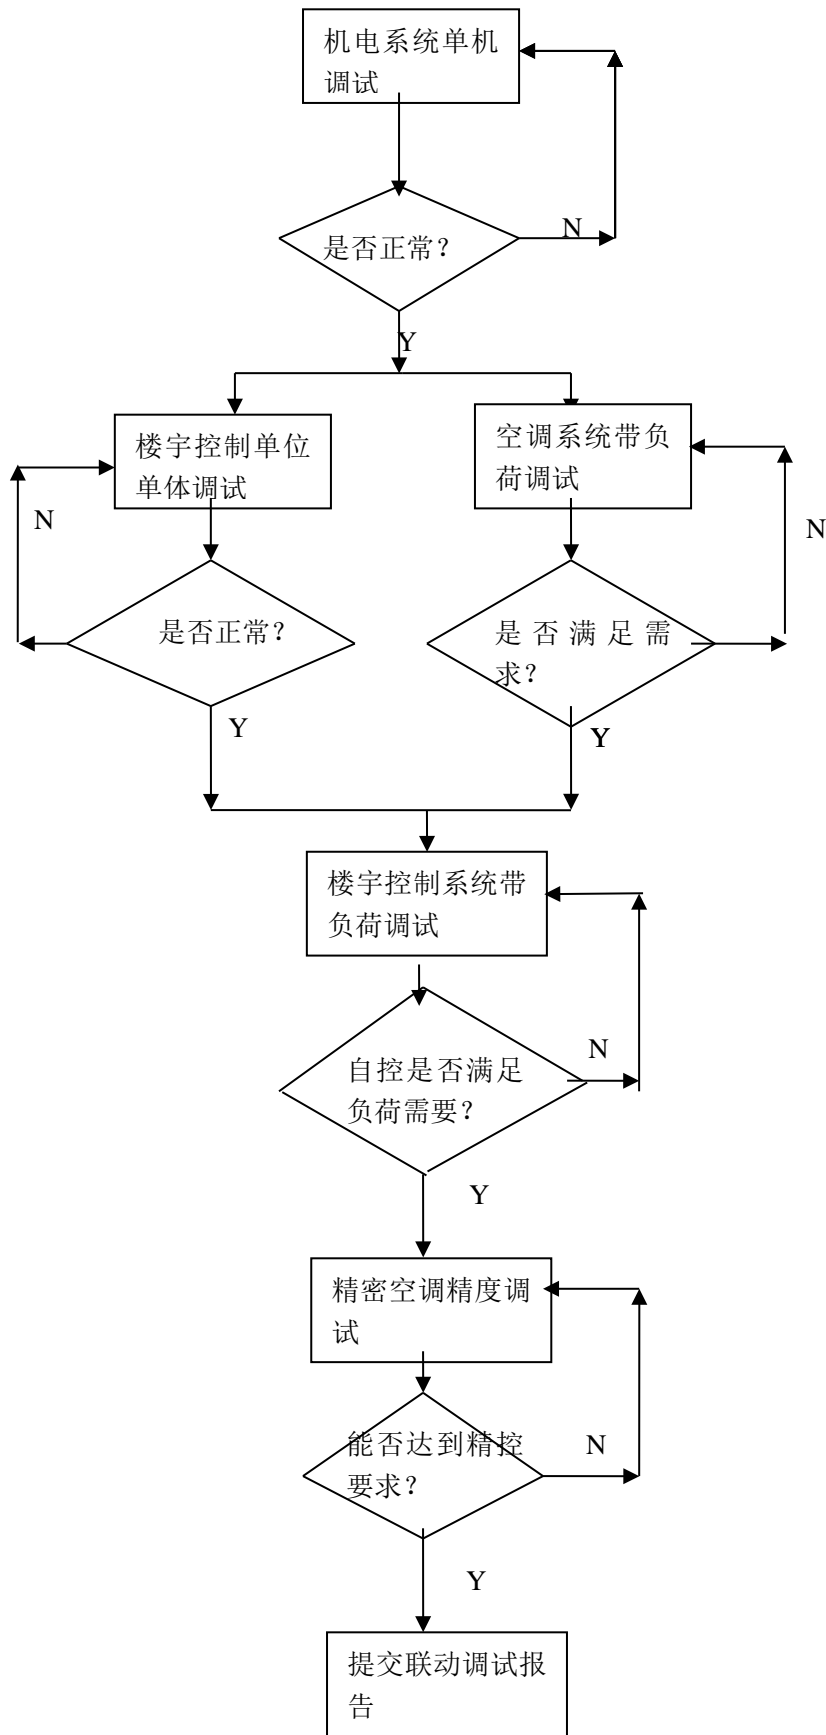 机电系统单机
调试
是否正常？
N
Y
楼宇控制单位
单体调试
空调系统带负
荷调试
N
N
是否正常？
是否满足需
求？
Y
Y
楼宇控制系统带
负荷调试
自控是否满足
负荷需要？
N
Y
精密空调精度调
试
能否达到精控
要求？
N
Y
提交联动调试报
告